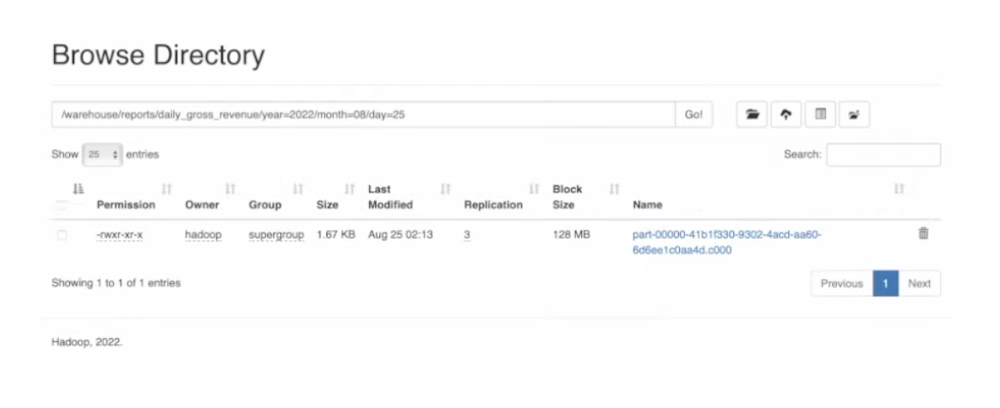 Browse Directory
/warehouse/reports/daily_gross_revenue/year=2022/month=08/day=25 Go!
Show 25 entries Search:
Permission Owner Group Size Last Modified Replication Block Size Name
-rwxr-xr-x hadoop supergroup 1.67 KB Aug 25 02:13 3 128 MB part-00000-41b1f330-9302-4acd-aa60-
6d6ee1c0aa4d.c000
Showing 1 to 1 of 1 entries Previous 1 Next
Hadoop, 2022.